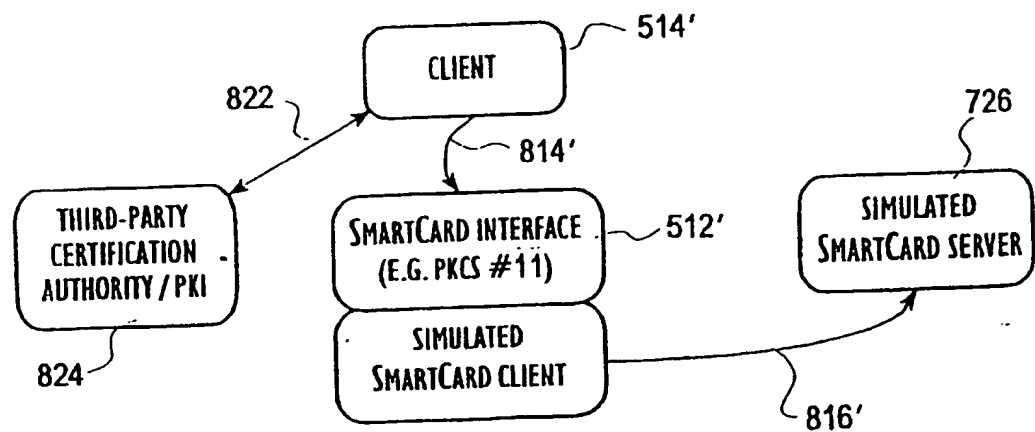 514'
CLIENT
822
726
814'
THIRD-PARTY
CERTIFICATION
AUTHORITY / PKI
SMARTCARD INTERFACE
(E.G. PKCS #11)
512'
SIMULATED
SMARTCARD SERVER
824
SIMULATED
SMARTCARD CLIENT
816'